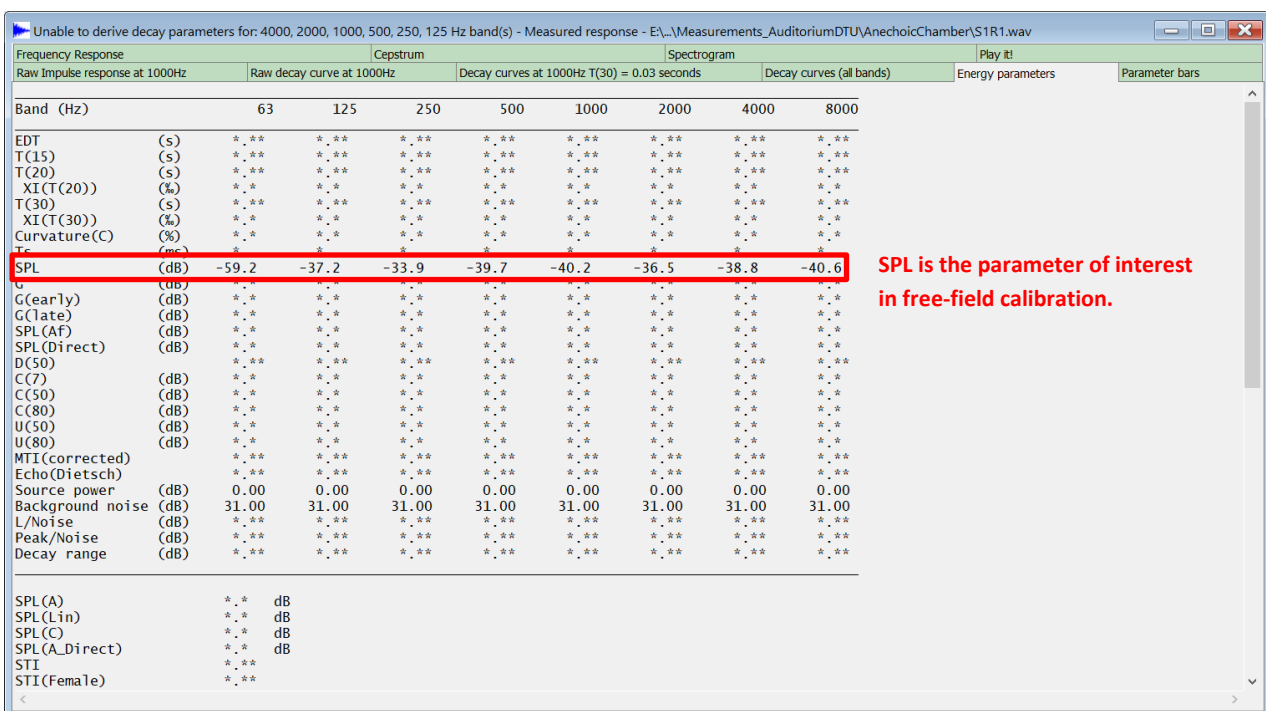 Unable to derive decay parameters for: 4000, 2000, 1000, 500, 250, 125 Hz band(s) - Measured response - E:\...\Measurements_AuditoriumDTU\AnechoicChamber\S1R1.wav
Frequency Response Cepstrum Spectrogram Play it!
Raw Impulse response at 1000Hz Raw decay curve at 1000Hz Decay curves at 1000Hz T(30) = 0.03 seconds Decay curves (all bands) Energy parameters Parameter bars
Band (Hz) 63 125 250 500 1000 2000 4000 8000
EDT (s) *.** *.** *.** *.** *.** *.** *.** *.**
T(15) (s) *.** *.** *.** *.** *.** *.** *.** *.**
T(20) (s) *.** *.** *.** *.** *.** *.** *.** *.**
XI(T(20)) (‰) *.* *.* *.* *.* *.* *.* *.* *.*
T(30) (s) *.** *.** *.** *.** *.** *.** *.** *.**
XI(T(30)) (‰) *.* *.* *.* *.* *.* *.* *.* *.*
Curvature(C) (%) *.* *.* *.* *.* *.* *.* *.* *.*
Ts (ms) * * * * * * * *
SPL (dB) -59.2 -37.2 -33.9 -39.7 -40.2 -36.5 -38.8 -40.6
G (dB) *.* *.* *.* *.* *.* *.* *.* *.*
G(early) (dB) *.* *.* *.* *.* *.* *.* *.* *.*
G(late) (dB) *.* *.* *.* *.* *.* *.* *.* *.*
SPL(Af) (dB) *.* *.* *.* *.* *.* *.* *.* *.*
SPL(Direct) (dB) *.* *.* *.* *.* *.* *.* *.* *.*
D(50) *.** *.** *.** *.** *.** *.** *.** *.**
C(7) (dB) *.* *.* *.* *.* *.* *.* *.* *.*
C(50) (dB) *.* *.* *.* *.* *.* *.* *.* *.*
C(80) (dB) *.* *.* *.* *.* *.* *.* *.* *.*
U(50) (dB) *.* *.* *.* *.* *.* *.* *.* *.*
U(80) (dB) *.* *.* *.* *.* *.* *.* *.* *.*
MTI(corrected) *.** *.** *.** *.** *.** *.** *.** *.**
Echo(Dietsch) *.** *.** *.** *.** *.** *.** *.** *.**
Source power (dB) 0.00 0.00 0.00 0.00 0.00 0.00 0.00 0.00
Background noise (dB) 31.00 31.00 31.00 31.00 31.00 31.00 31.00 31.00
L/Noise (dB) *.** *.** *.** *.** *.** *.** *.** *.**
Peak/Noise (dB) *.** *.** *.** *.** *.** *.** *.** *.**
Decay range (dB) *.** *.** *.** *.** *.** *.** *.** *.**
SPL(A) *.* dB
SPL(Lin) *.* dB
SPL(C) *.* dB
SPL(A_Direct) *.* dB
STI *.**
STI(Female) *.**
SPL is the parameter of interest
in free-field calibration.